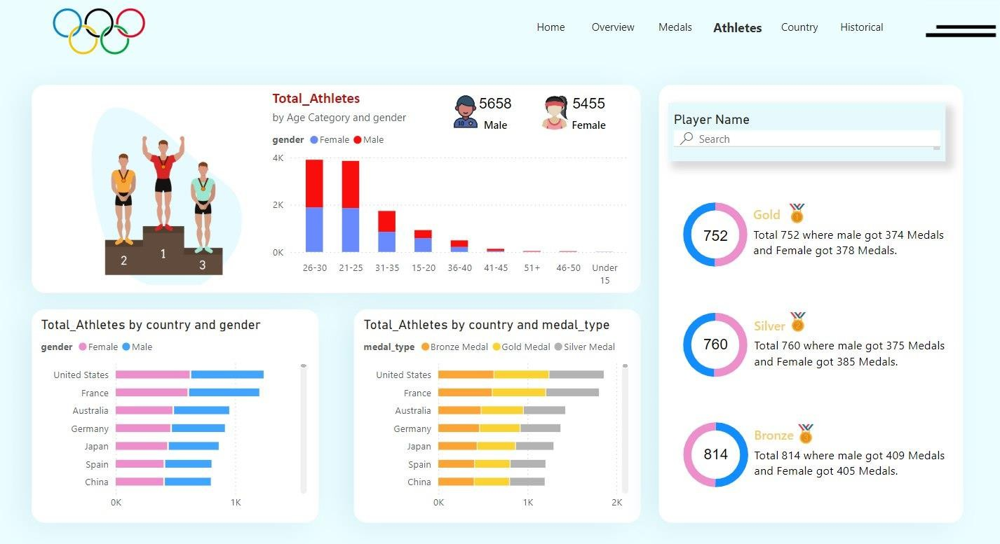 Home Overview Medals Athletes Country Historical
Total_Athletes
by Age Category and gender
5658
Male
5455
Female
gender Female Male
4K
2K
0K
26-30 21-25 31-35 15-20 36-40 41-45 51+ 46-50 Under
15
2
1
3
Player Name
Search
752
Gold
Total 752 where male got 374 Medals
and Female got 378 Medals.
760
Silver
Total 760 where male got 375 Medals
and Female got 385 Medals.
814
Bronze
Total 814 where male got 409 Medals
and Female got 405 Medals.
Total_Athletes by country and gender
gender Female Male
United States
France
Australia
Germany
Japan
Spain
China
0K 1K
Total_Athletes by country and medal_type
medal_type Bronze Medal Gold Medal Silver Medal
United States
France
Australia
Germany
Japan
Spain
China
0K 1K 2K